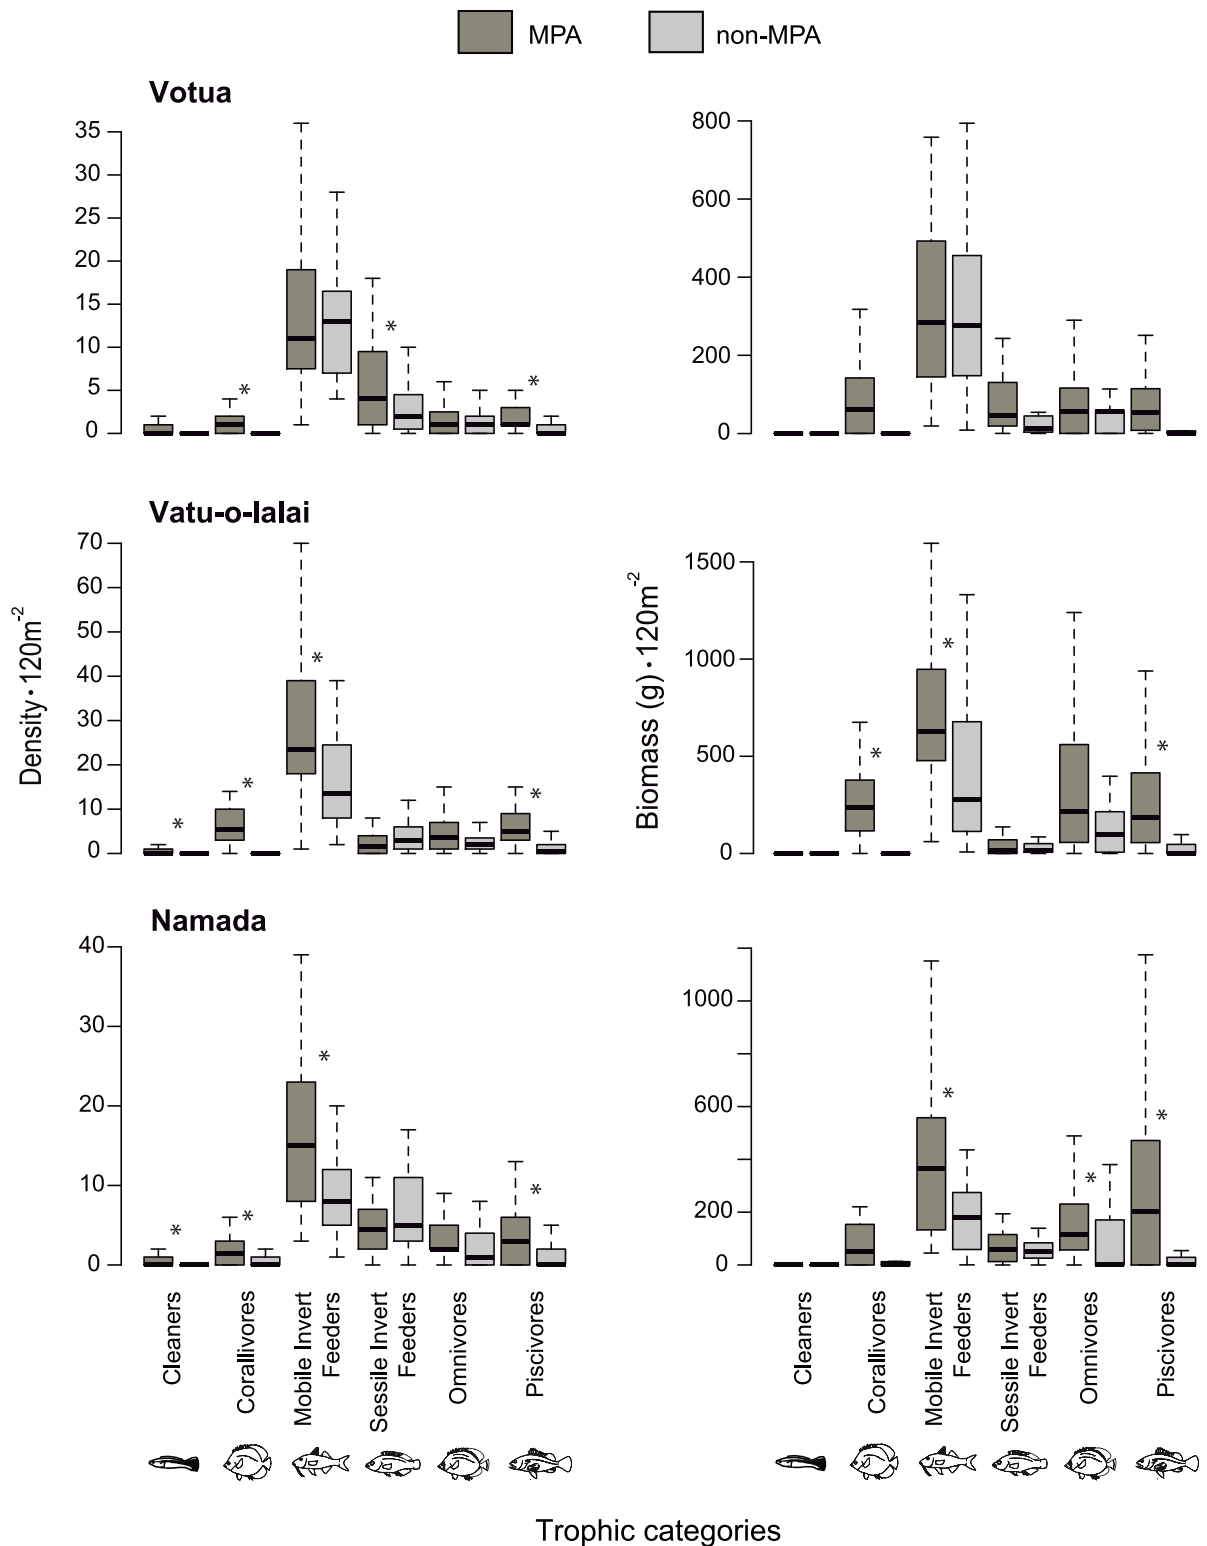 MPA non-MPA
Votua
35
30
25
20
15
10
5
0
*
*
*
800
600
400
200
0
Vatu-o-lalai
70
60
50
40
30
20
10
0
*
*
*
*
1500
1000
500
0
*
*
*
Density · 120m⁻²
Biomass (g) · 120m⁻²
Namada
40
30
20
10
0
*
*
*
*
1000
600
200
0
*
*
*
Cleaners
Corallivores
Mobile Invert
Feeders
Sessile Invert
Feeders
Omnivores
Piscivores
Cleaners
Corallivores
Mobile Invert
Feeders
Sessile Invert
Feeders
Omnivores
Piscivores
Trophic categories